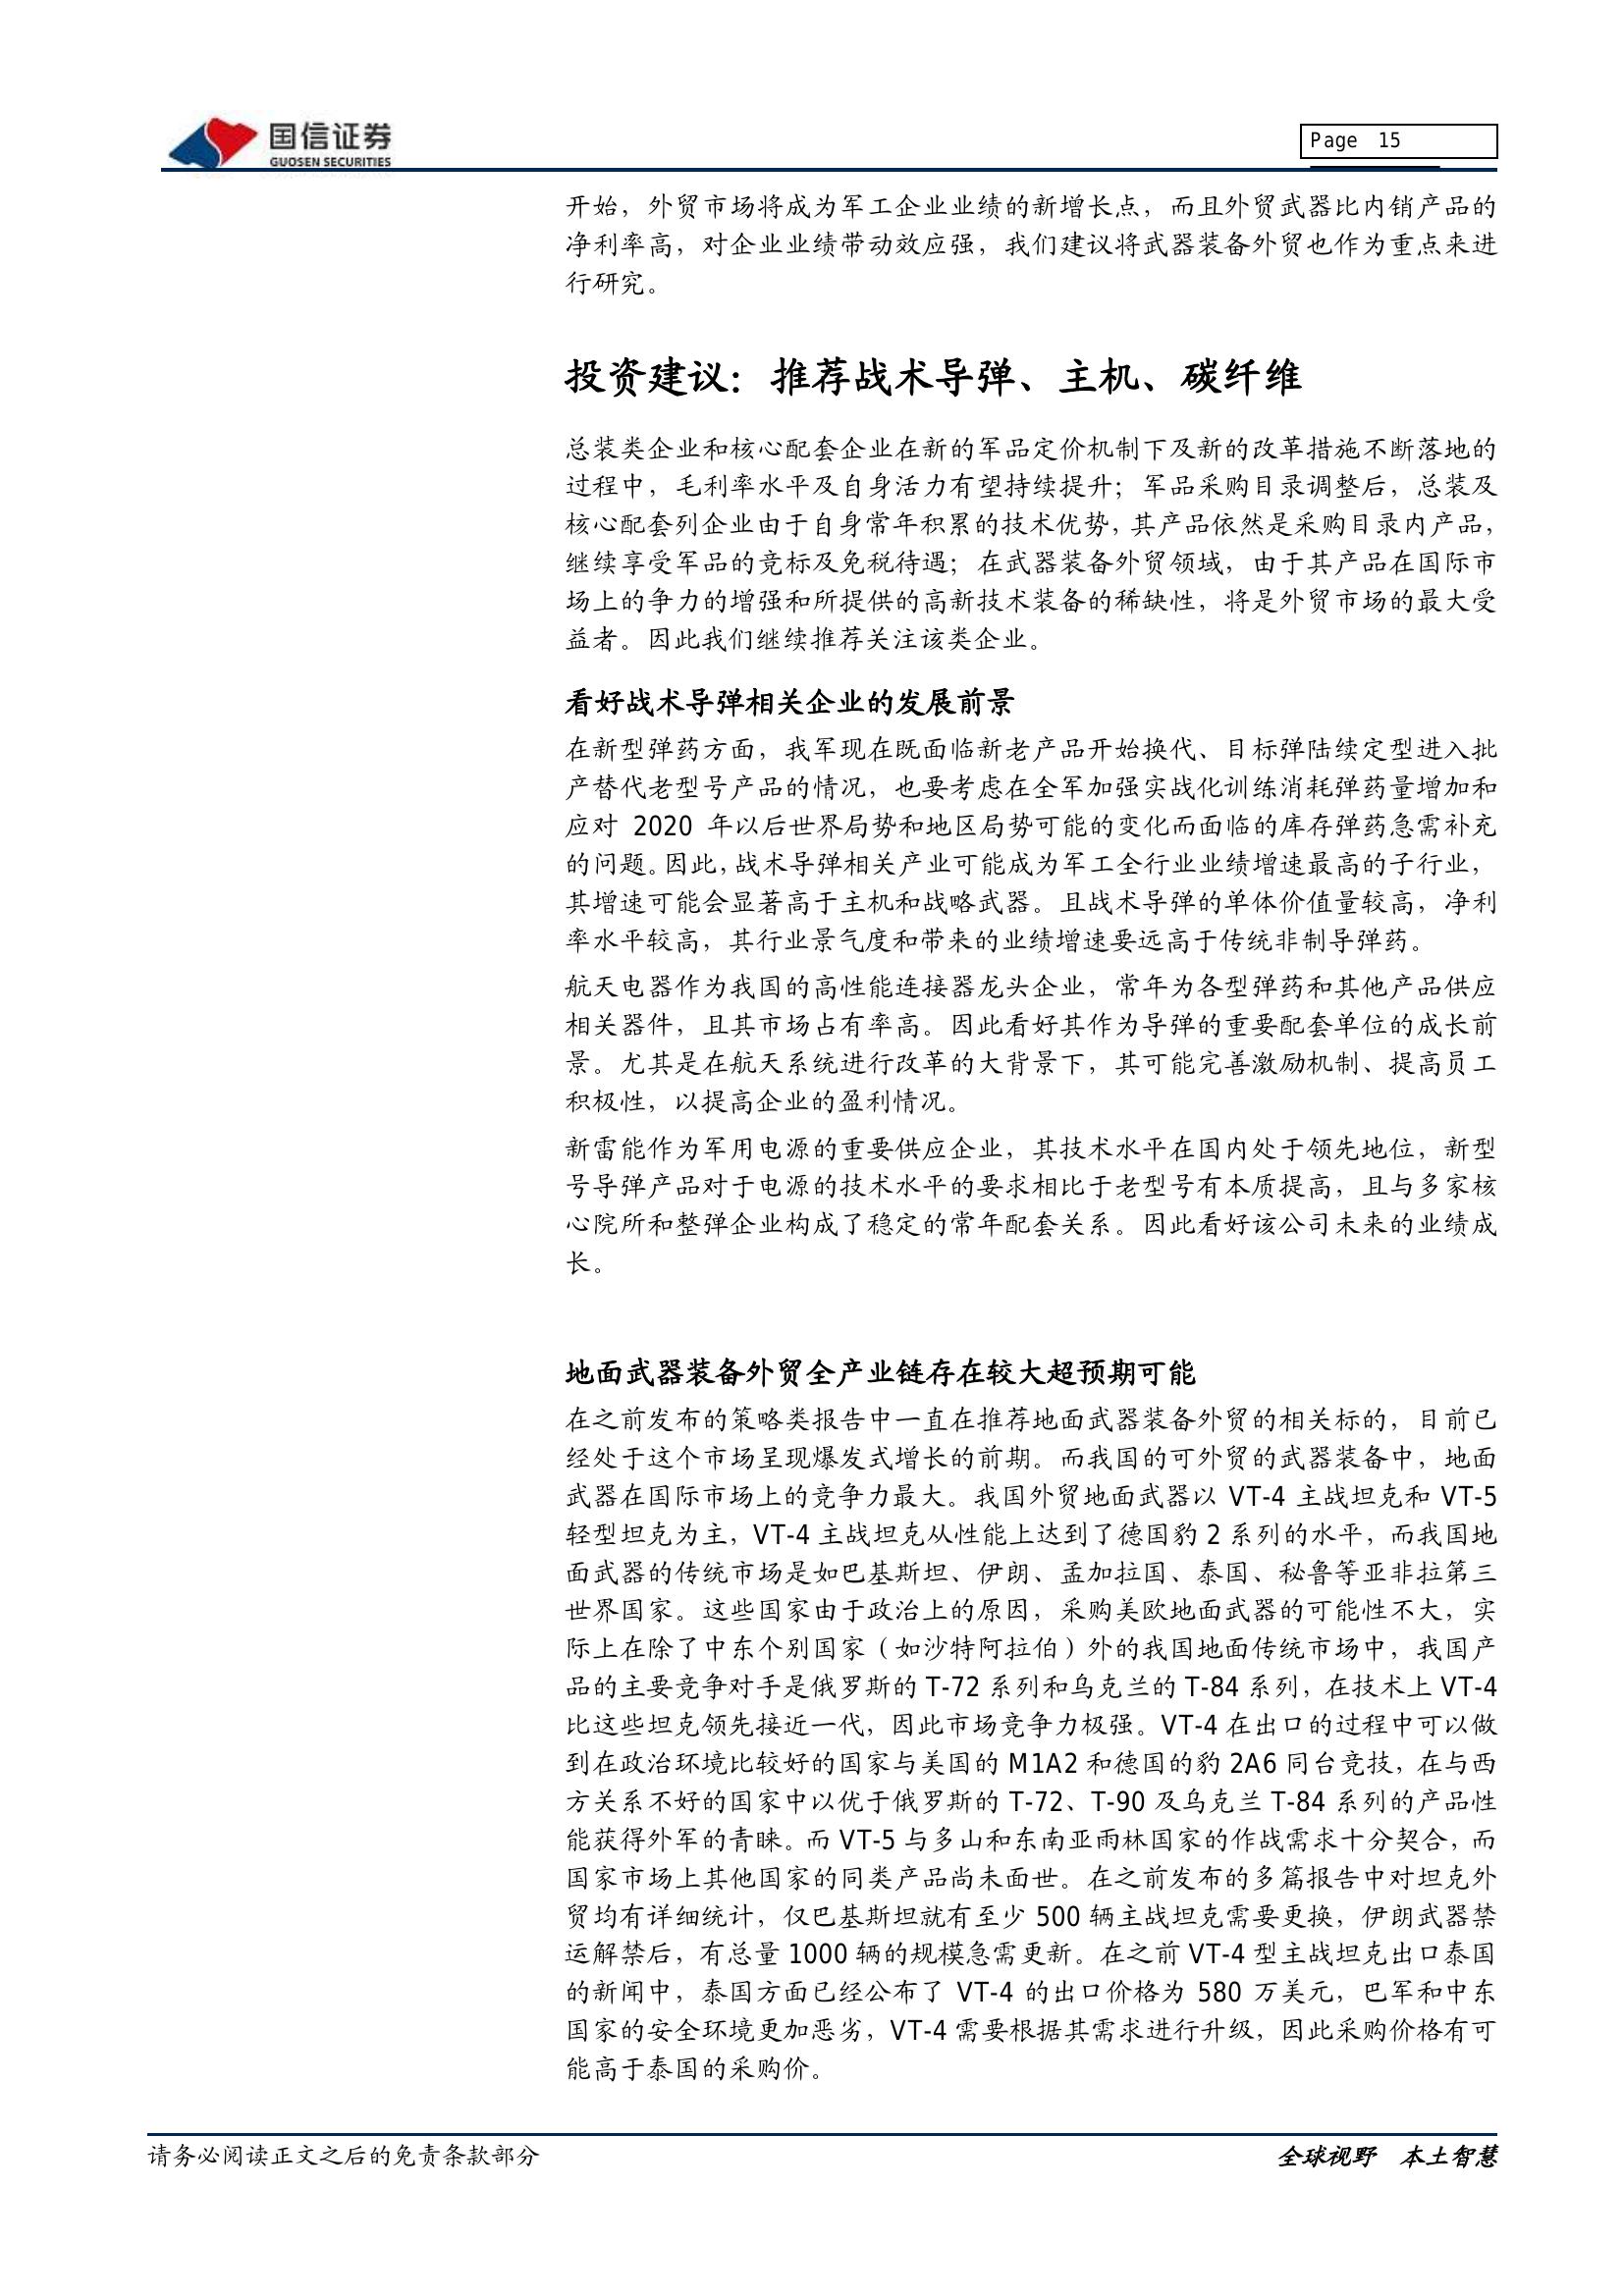 国信证券
GUOSEN SECURITIES
Page 15
开始，外贸市场将成为军工企业业绩的新增长点，而且外贸武器比内销产品的
净利率高，对企业业绩带动效应强，我们建议将武器装备外贸也作为重点来进
行研究。
投资建议：推荐战术导弹、主机、碳纤维
总装类企业和核心配套企业在新的军品定价机制下及新的改革措施不断落地的
过程中，毛利率水平及自身活力有望持续提升；军品采购目录调整后，总装及
核心配套列企业由于自身常年积累的技术优势，其产品依然是采购目录内产品，
继续享受军品的竞标及免税待遇；在武器装备外贸领域，由于其产品在国际市
场上的争力的增强和所提供的高新技术装备的稀缺性，将是外贸市场的最大受
益者。因此我们继续推荐关注该类企业。
看好战术导弹相关企业的发展前景
在新型弹药方面，我军现在既面临新老产品开始换代、目标弹陆续定型进入批
产替代老型号产品的情况，也要考虑在全军加强实战化训练消耗弹药量增加和
应对 2020 年以后世界局势和地区局势可能的变化而面临的库存弹药急需补充
的问题。因此，战术导弹相关产业可能成为军工全行业业绩增速最高的子行业，
其增速可能会显著高于主机和战略武器。且战术导弹的单体价值量较高，净利
率水平较高，其行业景气度和带来的业绩增速要远高于传统非制导弹药。
航天电器作为我国的高性能连接器龙头企业，常年为各型弹药和其他产品供应
相关器件，且其市场占有率高。因此看好其作为导弹的重要配套单位的成长前
景。尤其是在航天系统进行改革的大背景下，其可能完善激励机制、提高员工
积极性，以提高企业的盈利情况。
新雷能作为军用电源的重要供应企业，其技术水平在国内处于领先地位，新型
号导弹产品对于电源的技术水平的要求相比于老型号有本质提高，且与多家核
心院所和整弹企业构成了稳定的常年配套关系。因此看好该公司未来的业绩成
长。
地面武器装备外贸全产业链存在较大超预期可能
在之前发布的策略类报告中一直在推荐地面武器装备外贸的相关标的，目前已
经处于这个市场呈现爆发式增长的前期。而我国的可外贸的武器装备中，地面
武器在国际市场上的竞争力最大。我国外贸地面武器以 VT-4 主战坦克和 VT-5
轻型坦克为主，VT-4 主战坦克从性能上达到了德国豹 2 系列的水平，而我国地
面武器的传统市场是如巴基斯坦、伊朗、孟加拉国、泰国、秘鲁等亚非拉第三
世界国家。这些国家由于政治上的原因，采购美欧地面武器的可能性不大，实
际上在除了中东个别国家（如沙特阿拉伯）外的我国地面传统市场中，我国产
品的主要竞争对手是俄罗斯的 T-72 系列和乌克兰的 T-84 系列，在技术上 VT-4
比这些坦克领先接近一代，因此市场竞争力极强。VT-4 在出口的过程中可以做
到在政治环境比较好的国家与美国的 M1A2 和德国的豹 2A6 同台竞技，在与西
方关系不好的国家中以优于俄罗斯的 T-72、T-90 及乌克兰 T-84 系列的产品性
能获得外军的青睐。而 VT-5 与多山和东南亚雨林国家的作战需求十分契合，而
国家市场上其他国家的同类产品尚未面世。在之前发布的多篇报告中对坦克外
贸均有详细统计，仅巴基斯坦就有至少 500 辆主战坦克需要更换，伊朗武器禁
运解禁后，有总量 1000 辆的规模急需更新。在之前 VT-4 型主战坦克出口泰国
的新闻中，泰国方面已经公布了 VT-4 的出口价格为 580 万美元，巴军和中东
国家的安全环境更加恶劣，VT-4 需要根据其需求进行升级，因此采购价格有可
能高于泰国的采购价。
请务必阅读正文之后的免责条款部分
全球视野 本土智慧